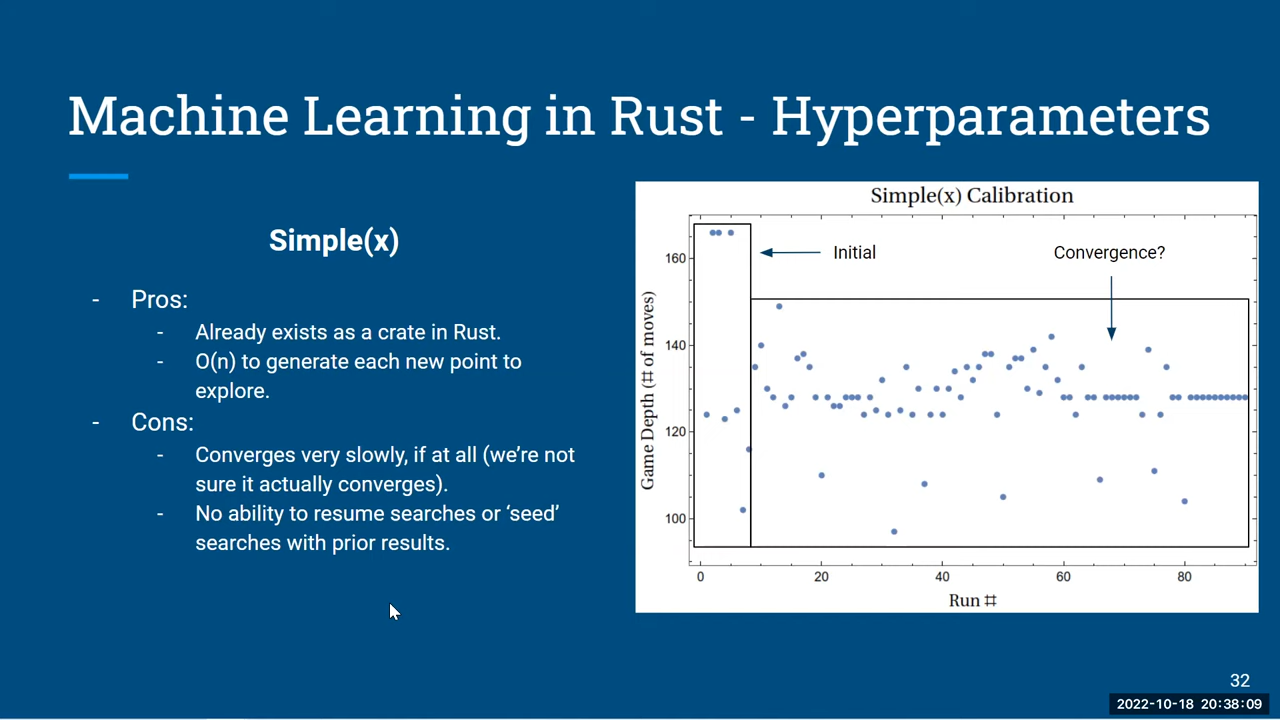 Machine Learning in Rust - Hyperparameters
Simple(x)
- Pros:
- Already exists as a crate in Rust.
- O(n) to generate each new point to
explore.
- Cons:
- Converges very slowly, if at all (we're not
sure it actually converges).
- No ability to resume searches or ‘seed’
searches with prior results.
Simple(x) Calibration
Initial
Convergence?
Game Depth (# of moves)
160
140
120
100
0 20 40 60 80
Run #
32
2022-10-18 20:38:09